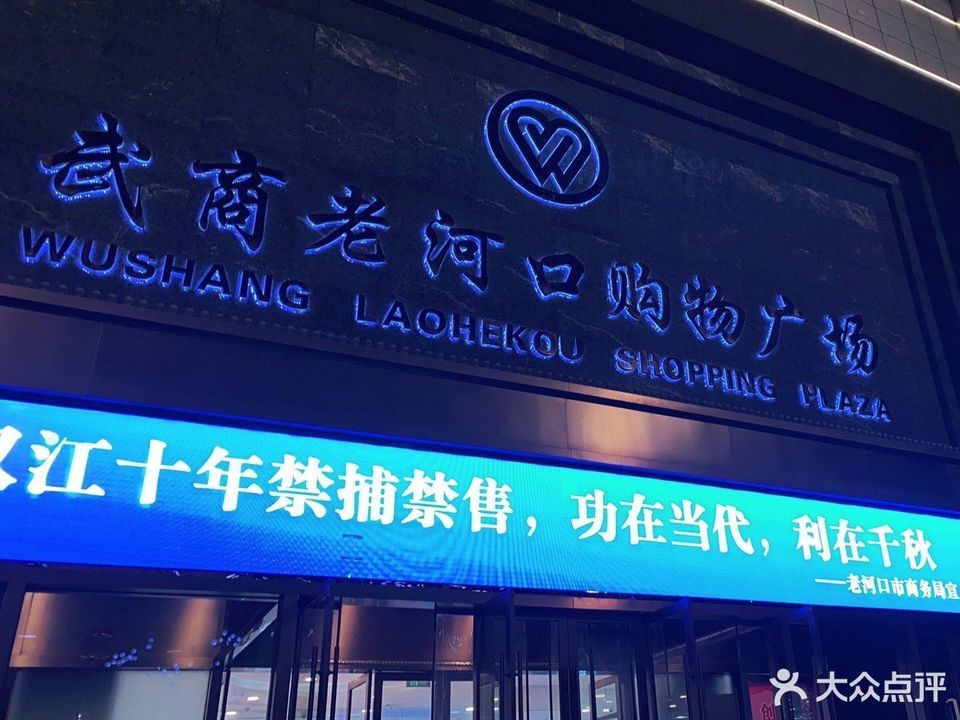 武商老河口购物广场
WUSHANG LAOHEKOU SHOPPING PLAZA
汉江十年禁捕禁售，功在当代，利在千秋
——老河口市商务局宣
大众点评